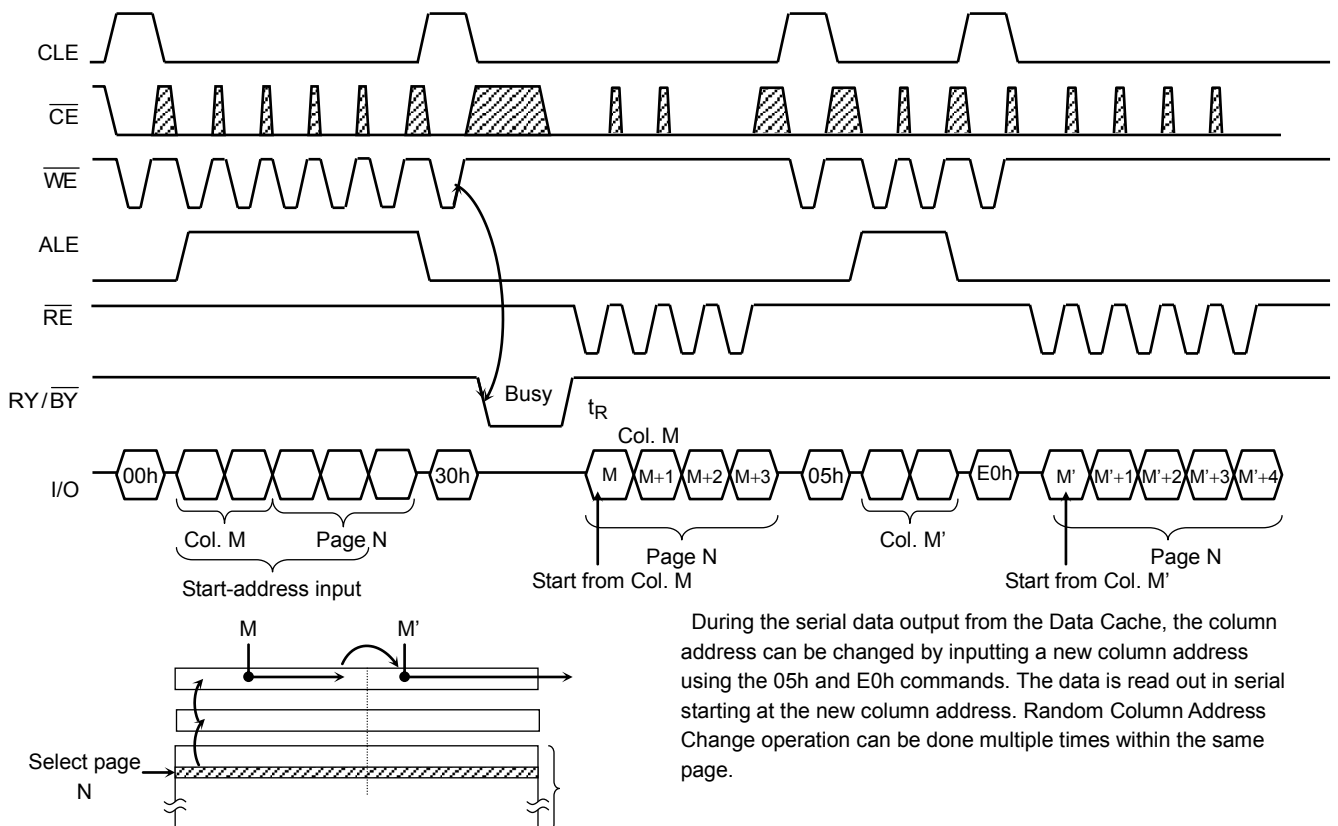 CLE
CE
WE
ALE
RE
RY/BY
Busy
tR
Col. M
I/O
00h
30h
M
M+1
M+2
M+3
05h
E0h
M'
M'+1
M'+2
M'+3
M'+4
Col. M
Page N
Start-address input
Page N
Start from Col. M
Col. M'
Page N
Start from Col. M'
M
M'
Select page
N
During the serial data output from the Data Cache, the column
address can be changed by inputting a new column address
using the 05h and E0h commands. The data is read out in serial
starting at the new column address. Random Column Address
Change operation can be done multiple times within the same
page.